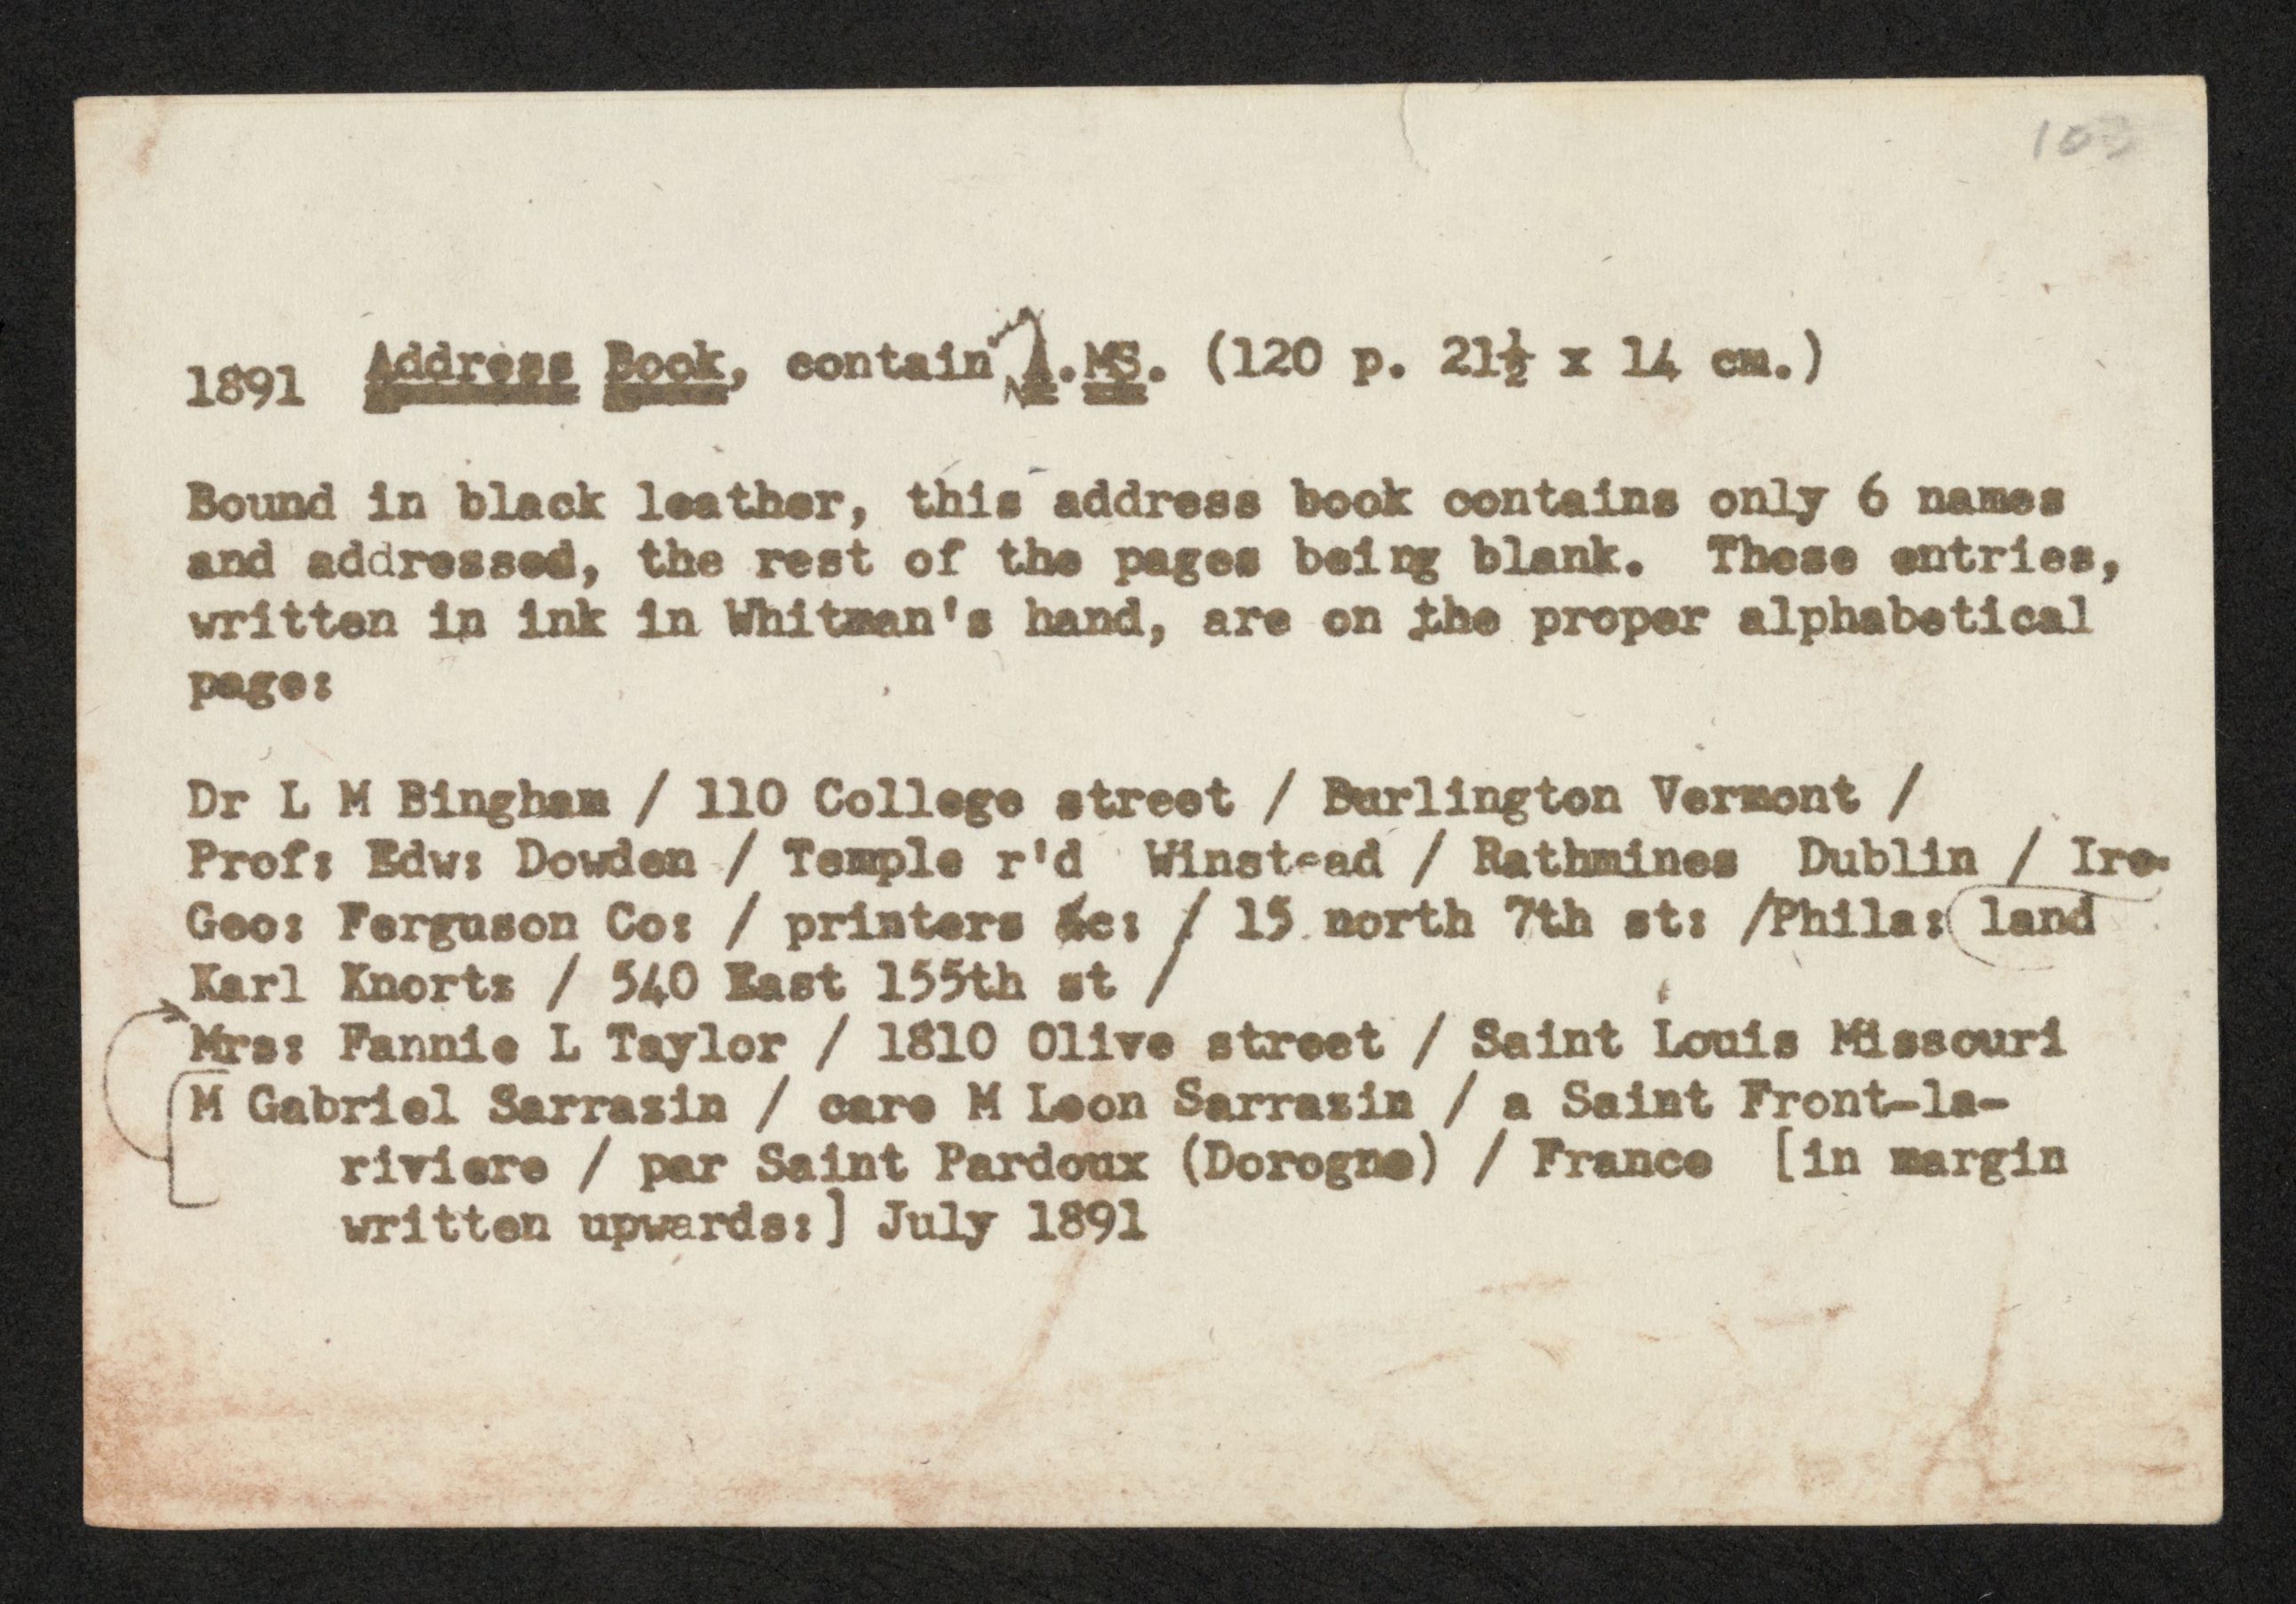 103
1891 Address Book, containing A.MS. (120 p. 21½ x 14 cm.)
Bound in black leather, this address book contains only 6 names
and addressed, the rest of the pages being blank. These entries,
written in ink in Whitman's hand, are on the proper alphabetical
page:
Dr L M Bingham / 110 College street / Burlington Vermont /
Prof: Edw: Dowden / Temple r'd Winstead / Rathmines Dublin / Ire-
Geo: Ferguson Co: / printers &c: / 15 north 7th st: /Phila: land
Karl Knortz / 540 East 155th st /
Mrs: Fannie L Taylor / 1810 Olive street / Saint Louis Missouri
M Gabriel Sarrazin / care M Leon Sarrazin / a Saint Front-la-
riviere / par Saint Pardoux (Dorogne) / France [in margin
written upwards:] July 1891